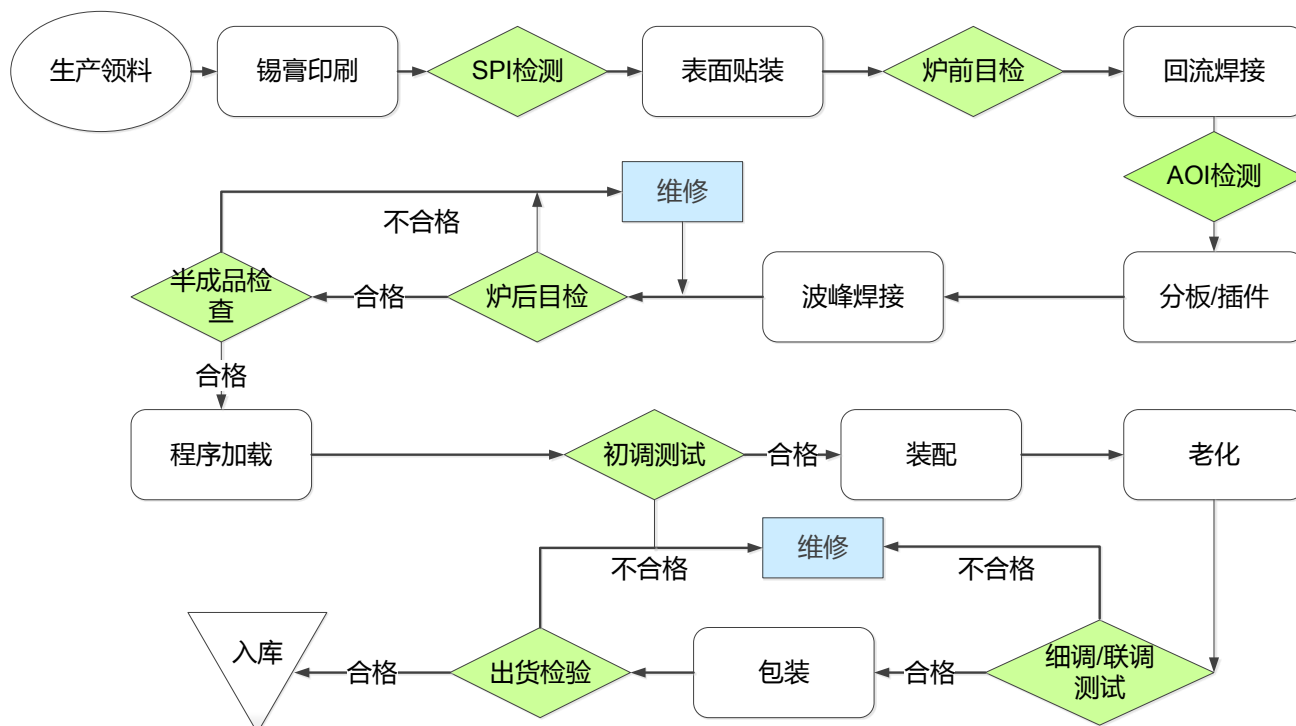 生产领料
锡膏印刷
SPI检测
表面贴装
炉前目检
回流焊接
AOI检测
维修
不合格
半成品检
查
合格
炉后目检
波峰焊接
分板/插件
合格
程序加载
初调测试
合格
装配
老化
维修
不合格
不合格
入库
合格
出货检验
包装
合格
细调/联调
测试